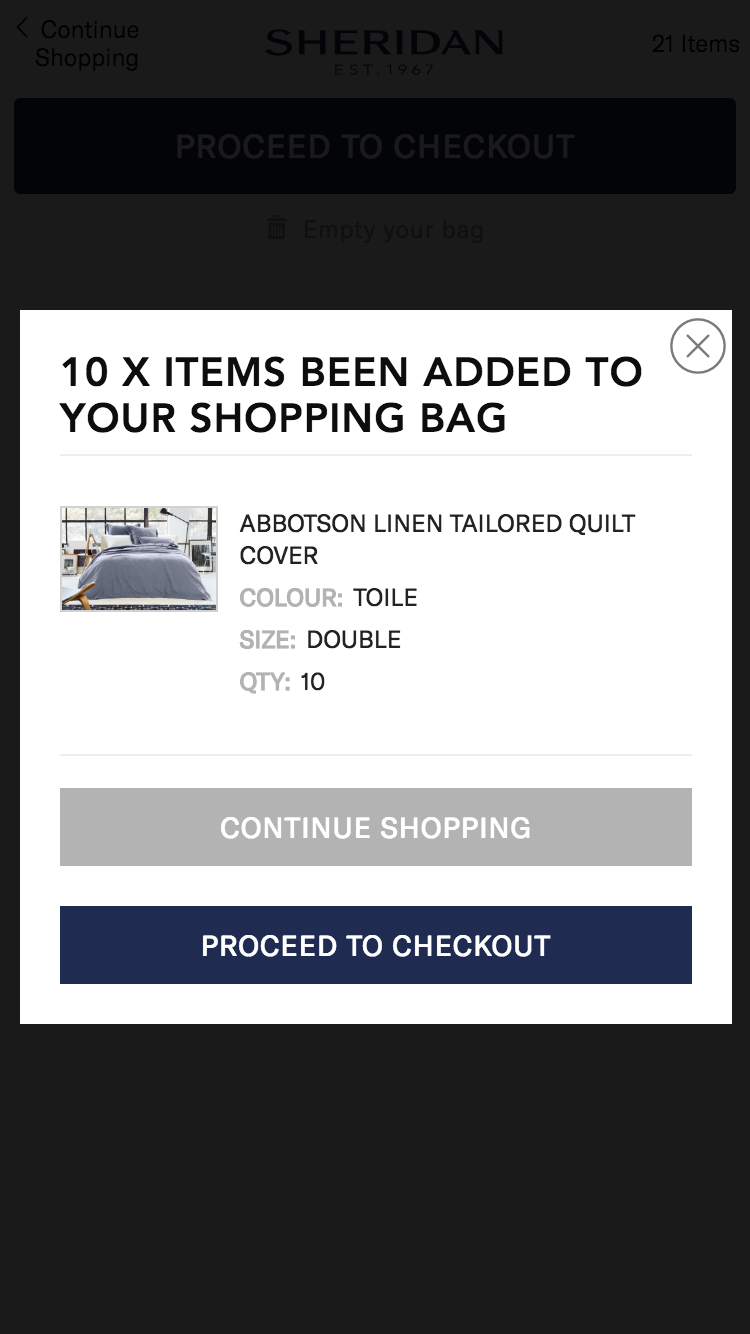 Continue
Shopping
SHERIDAN
EST.1967
21 Items
PROCEED TO CHECKOUT
Empty your bag
10 X ITEMS BEEN ADDED TO
YOUR SHOPPING BAG
ABBOTSON LINEN TAILORED QUILT
COVER
COLOUR: TOILE
SIZE: DOUBLE
QTY: 10
CONTINUE SHOPPING
PROCEED TO CHECKOUT